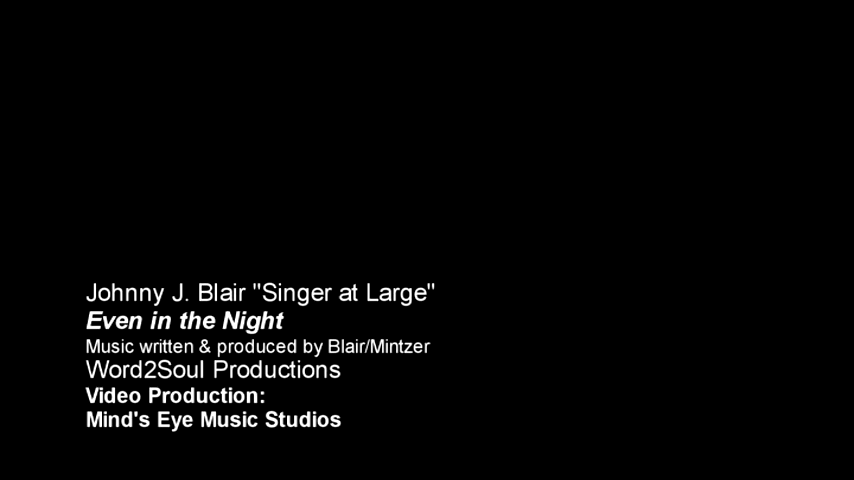 Johnny J. Blair "Singer at Large"
Even in the Night
Music written & produced by Blair/Mintzer
Word2Soul Productions
Video Production:
Mind's Eye Music Studios